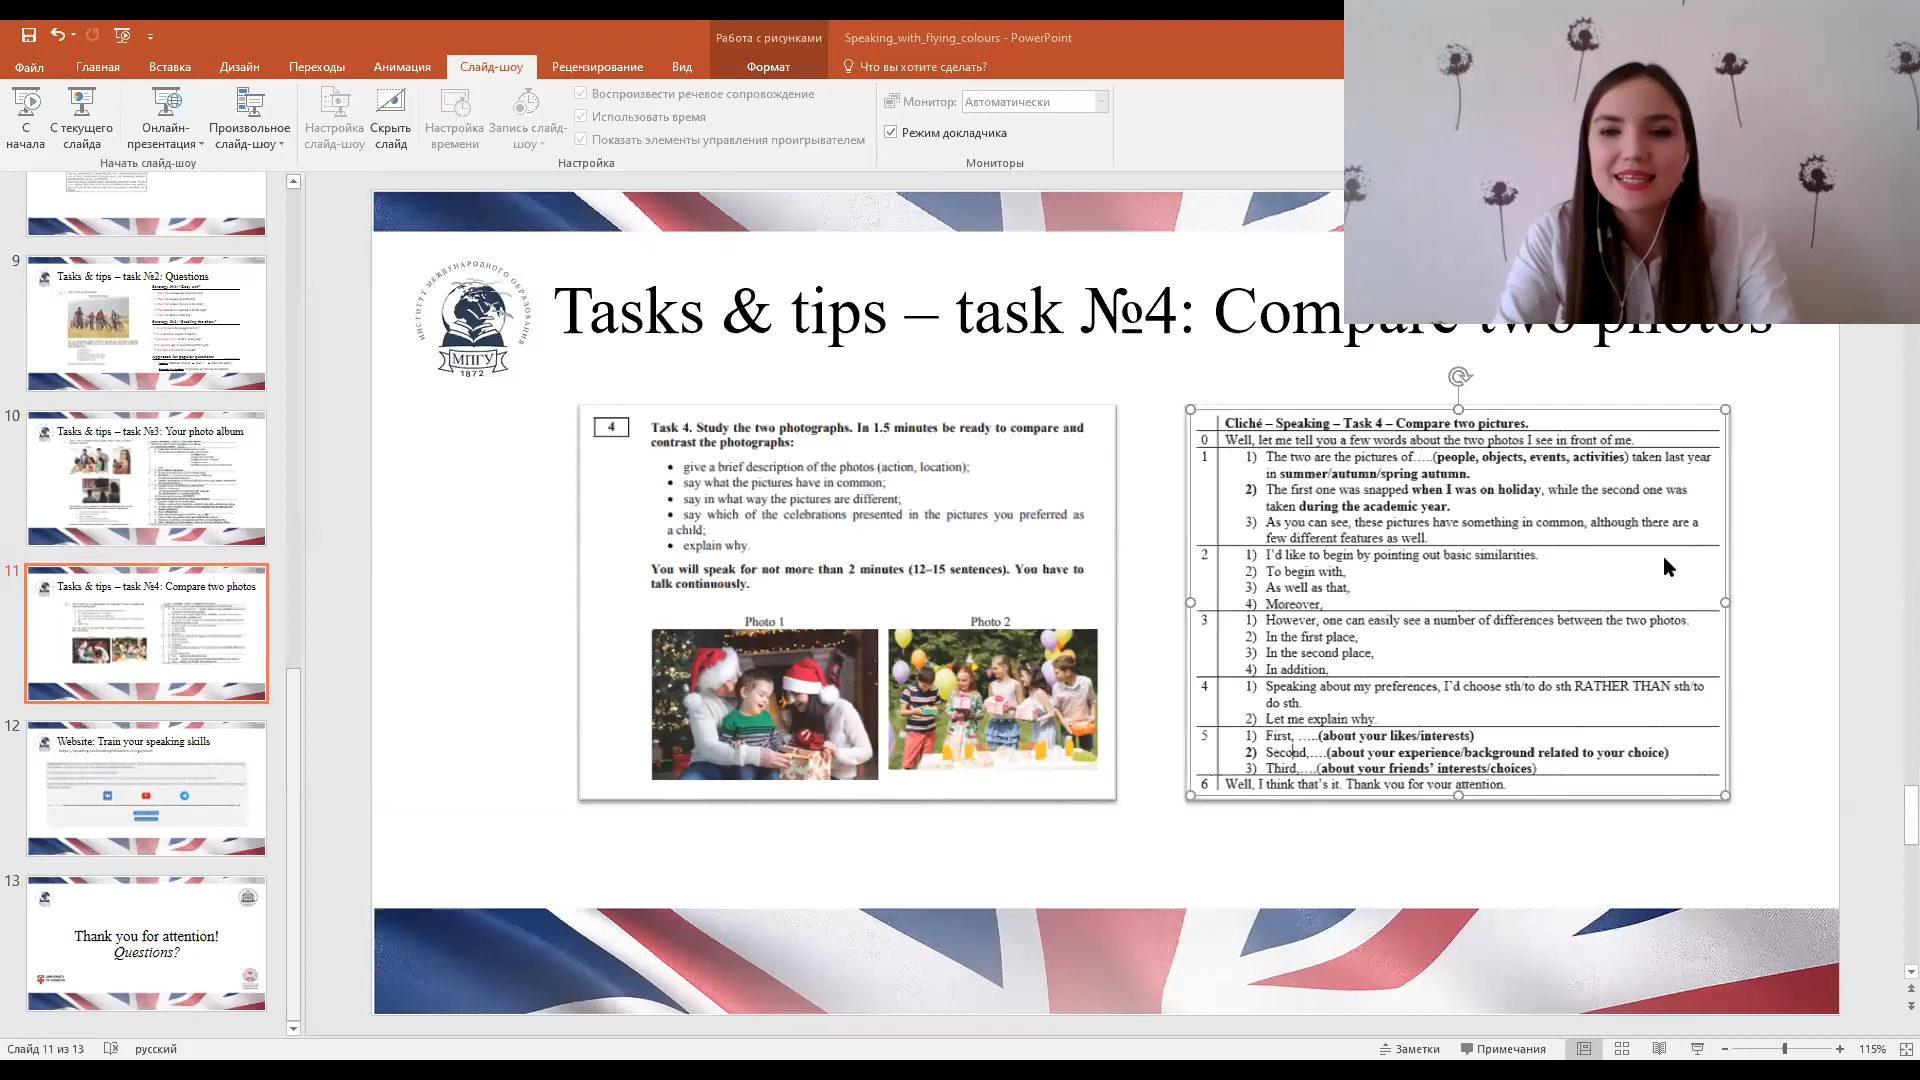 Работа с рисунками
Speaking_with_flying_colours - PowerPoint
Файл
Главная
Вставка
Дизайн
Переходы
Анимация
Слайд-шоу
Рецензирование
Вид
Формат
Что вы хотите сделать?
С начала
С текущего слайда
Онлайн-презентация
Произвольное слайд-шоу
Начать слайд-шоу
Настройка слайд-шоу
Скрыть слайд
Настройка времени
Запись слайд-шоу
Воспроизвести речевое сопровождение
Использовать время
Показать элементы управления проигрывателем
Настройка
Монитор:
Автоматически
Режим докладчика
Мониторы
9
Tasks & tips – task №2: Questions
10
Tasks & tips – task №3: Your photo album
11
Tasks & tips – task №4: Compare two photos
12
Website: Train your speaking skills
13
Thank you for attention!
Questions?
ИНСТИТУТ МЕЖДУНАРОДНОГО ОБРАЗОВАНИЯ
МПГУ
1872
Tasks & tips – task №4: Compare two photos
4
Task 4. Study the two photographs. In 1.5 minutes be ready to compare and
contrast the photographs:
• give a brief description of the photos (action, location);
• say what the pictures have in common;
• say in what way the pictures are different;
• say which of the celebrations presented in the pictures you preferred as
a child;
• explain why.
You will speak for not more than 2 minutes (12–15 sentences). You have to
talk continuously.
Photo 1
Photo 2
Cliché – Speaking – Task 4 – Compare two pictures.
0 Well, let me tell you a few words about the two photos I see in front of me.
1 1) The two are the pictures of…..(people, objects, events, activities) taken last year
in summer/autumn/spring autumn.
2) The first one was snapped when I was on holiday, while the second one was
taken during the academic year.
3) As you can see, these pictures have something in common, although there are a
few different features as well.
2 1) I'd like to begin by pointing out basic similarities.
2) To begin with,
3) As well as that,
4) Moreover,
3 1) However, one can easily see a number of differences between the two photos.
2) In the first place,
3) In the second place,
4) In addition,
4 1) Speaking about my preferences, I'd choose sth/to do sth RATHER THAN sth/to
do sth.
2) Let me explain why.
5 1) First, …..(about your likes/interests)
2) Second,….(about your experience/background related to your choice)
3) Third,….(about your friends' interests/choices)
6 Well, I think that's it. Thank you for your attention.
Слайд 11 из 13
русский
Заметки
Примечания
115%